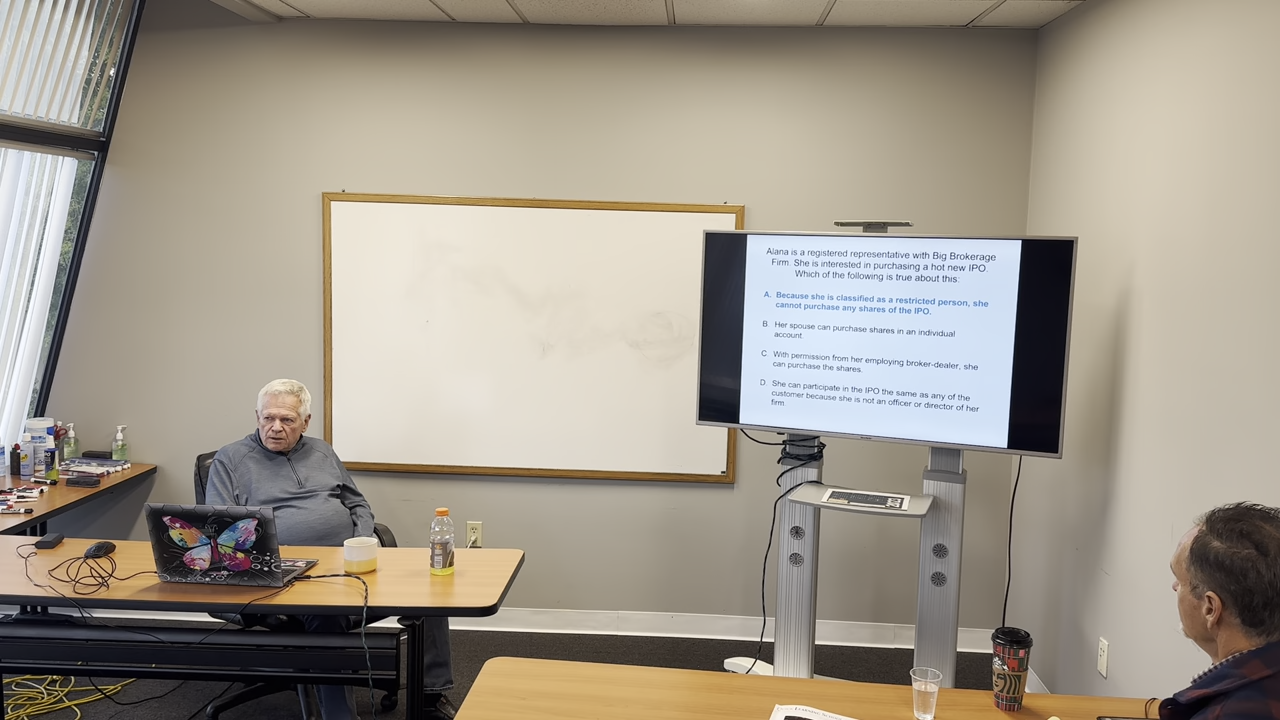 Alana is a registered representative with Big Brokerage
Firm. She is interested in purchasing a hot new IPO.
Which of the following is true about this:
A. Because she is classified as a restricted person, she
cannot purchase any shares of the IPO.
B. Her spouse can purchase shares in an individual
account.
C. With permission from her employing broker-dealer, she
can purchase the shares.
D. She can participate in the IPO the same as any of the
customer because she is not an officer or director of her
firm.